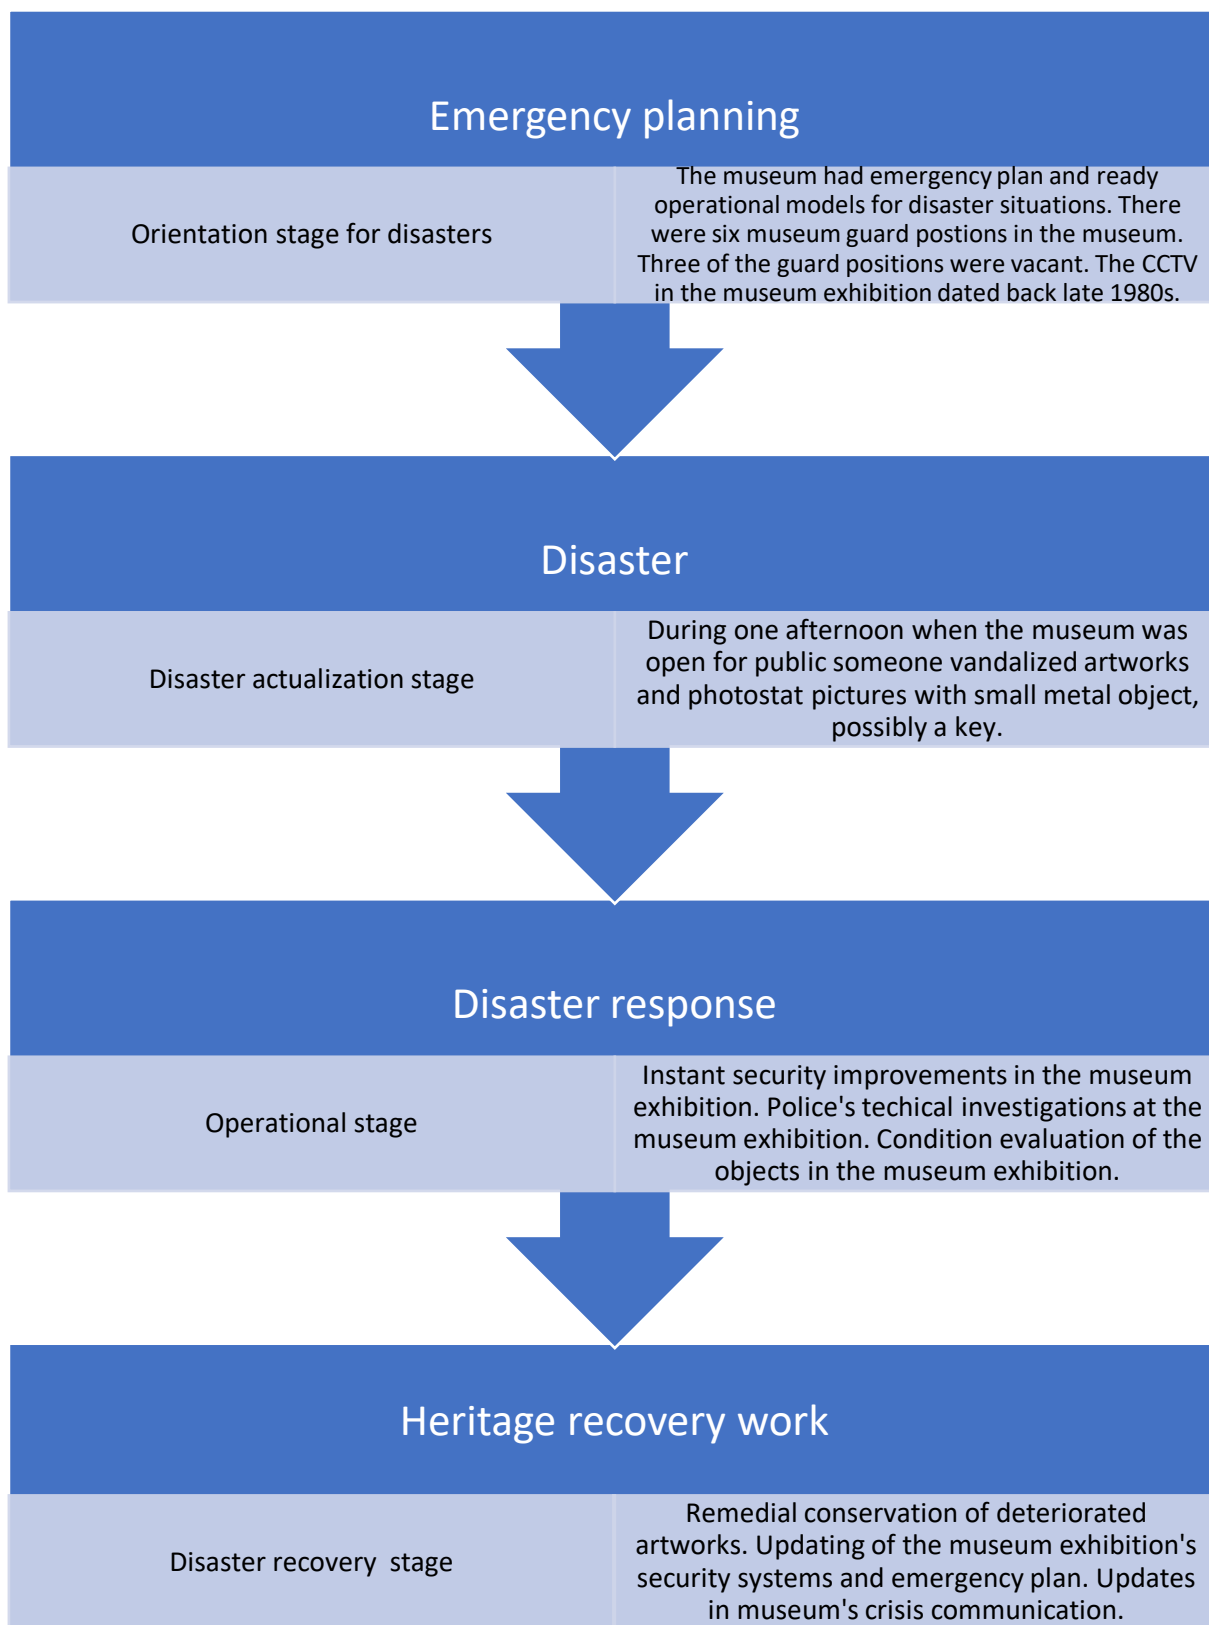 Emergency planning
Orientation stage for disasters
The museum had emergency plan and ready
operational models for disaster situations. There
were six museum guard postions in the museum.
Three of the guard positions were vacant. The CCTV
in the museum exhibition dated back late 1980s.
Disaster
Disaster actualization stage
During one afternoon when the museum was
open for public someone vandalized artworks
and photostat pictures with small metal object,
possibly a key.
Disaster response
Operational stage
Instant security improvements in the museum
exhibition. Police's techical investigations at the
museum exhibition. Condition evaluation of the
objects in the museum exhibition.
Heritage recovery work
Disaster recovery stage
Remedial conservation of deteriorated
artworks. Updating of the museum exhibition's
security systems and emergency plan. Updates
in museum's crisis communication.